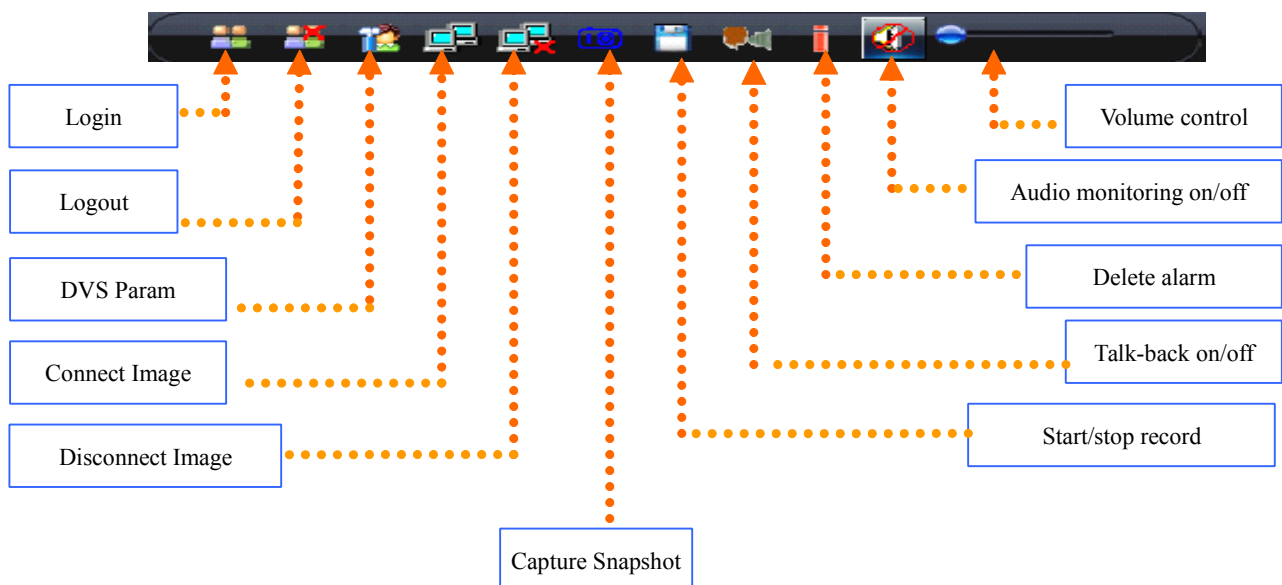 Login
Logout
DVS Param
Connect Image
Disconnect Image
Capture Snapshot
Volume control
Audio monitoring on/off
Delete alarm
Talk-back on/off
Start/stop record